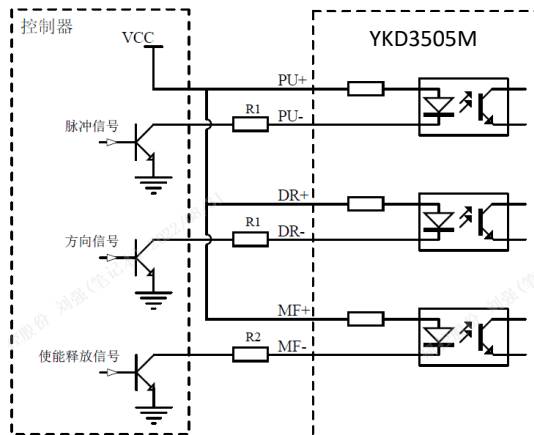 控制器
YKD3505M
VCC
PU+
R1
PU-
脉冲信号
DR+
R1
DR-
方向信号
MF+
R2
MF-
使能释放信号